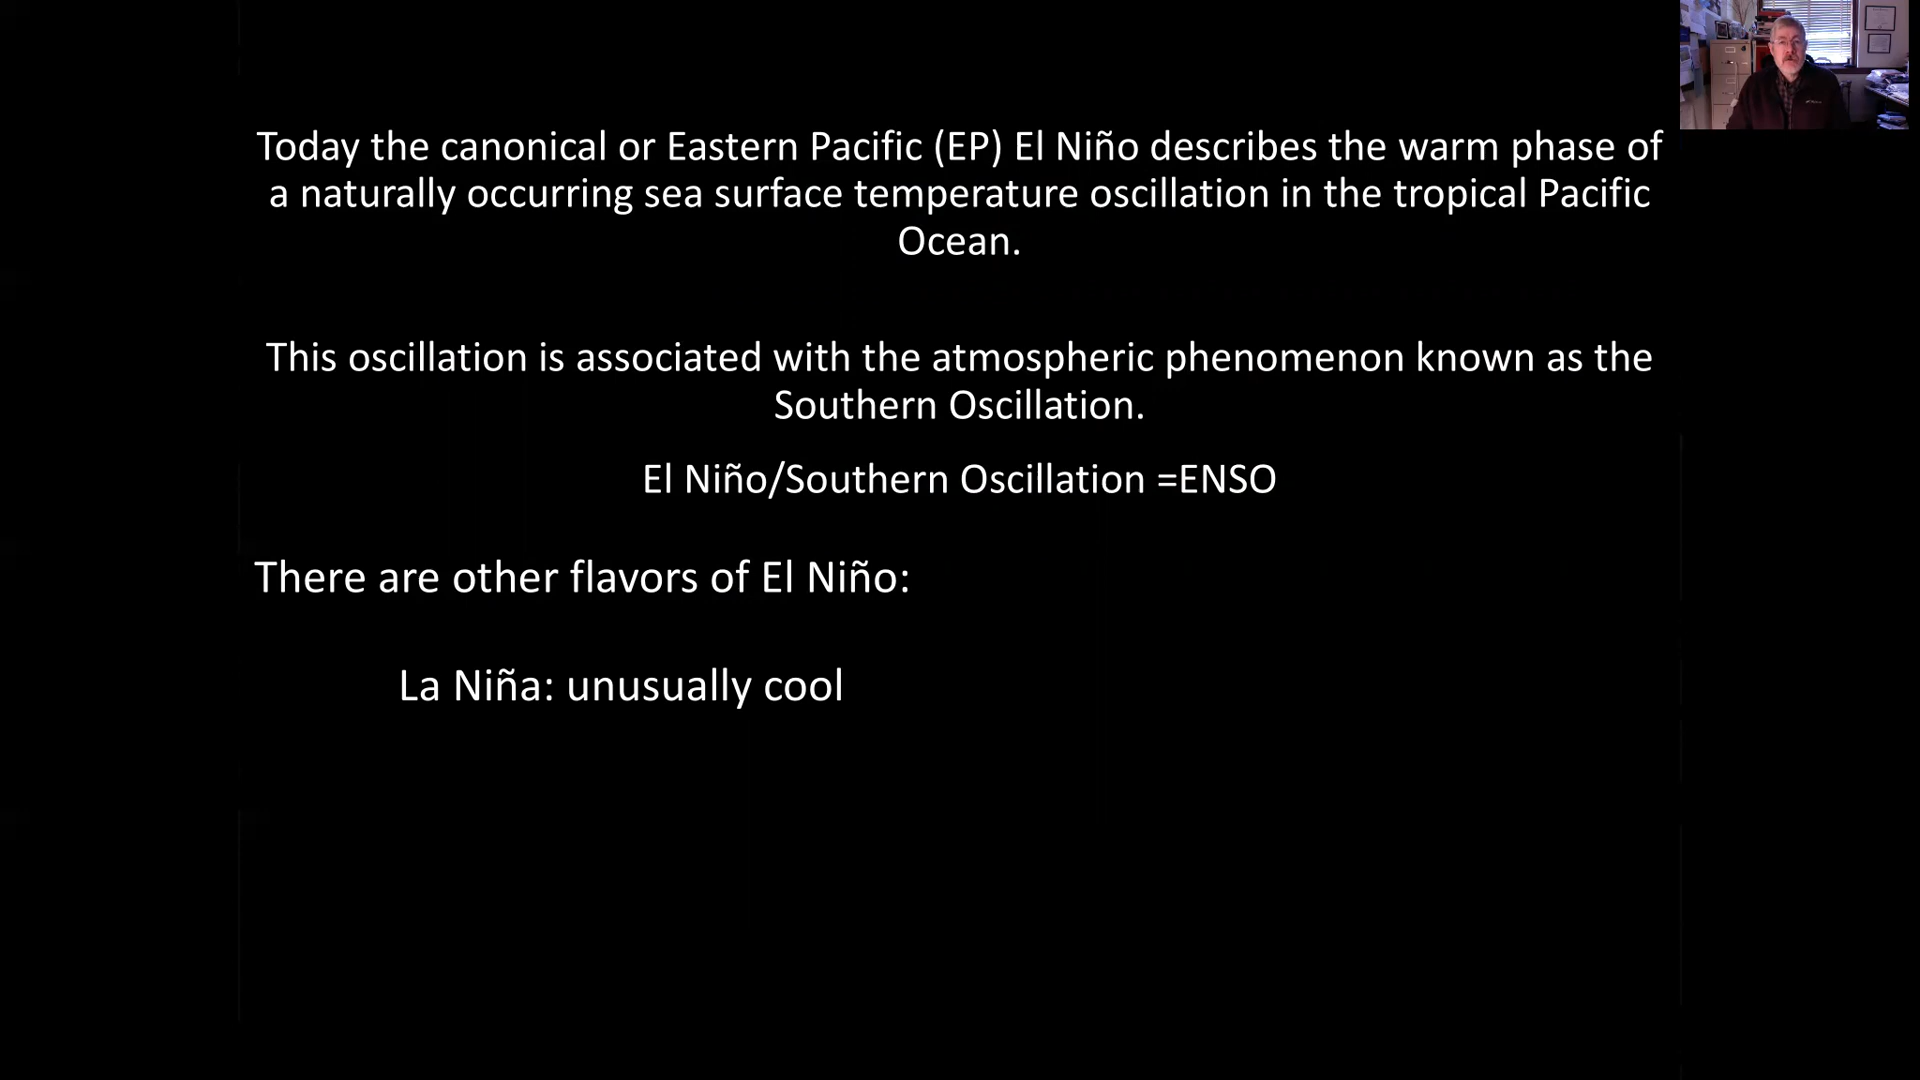 Today the canonical or Eastern Pacific (EP) El Niño describes the warm phase of
a naturally occurring sea surface temperature oscillation in the tropical Pacific
Ocean.
This oscillation is associated with the atmospheric phenomenon known as the
Southern Oscillation.
El Niño/Southern Oscillation =ENSO
There are other flavors of El Niño:
La Niña: unusually cool